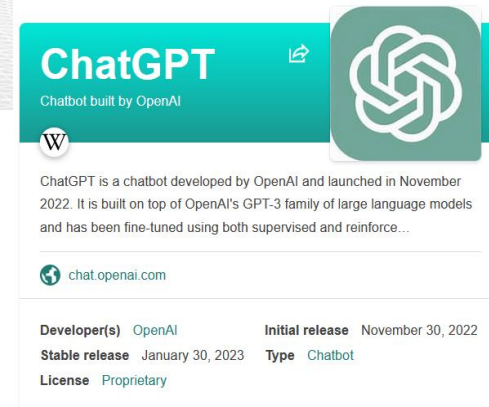 ChatGPT
Chatbot built by OpenAI
W
ChatGPT is a chatbot developed by OpenAI and launched in November
2022. It is built on top of OpenAI's GPT-3 family of large language models
and has been fine-tuned using both supervised and reinforce...
chat.openai.com
Developer(s) OpenAI Initial release November 30, 2022
Stable release January 30, 2023 Type Chatbot
License Proprietary